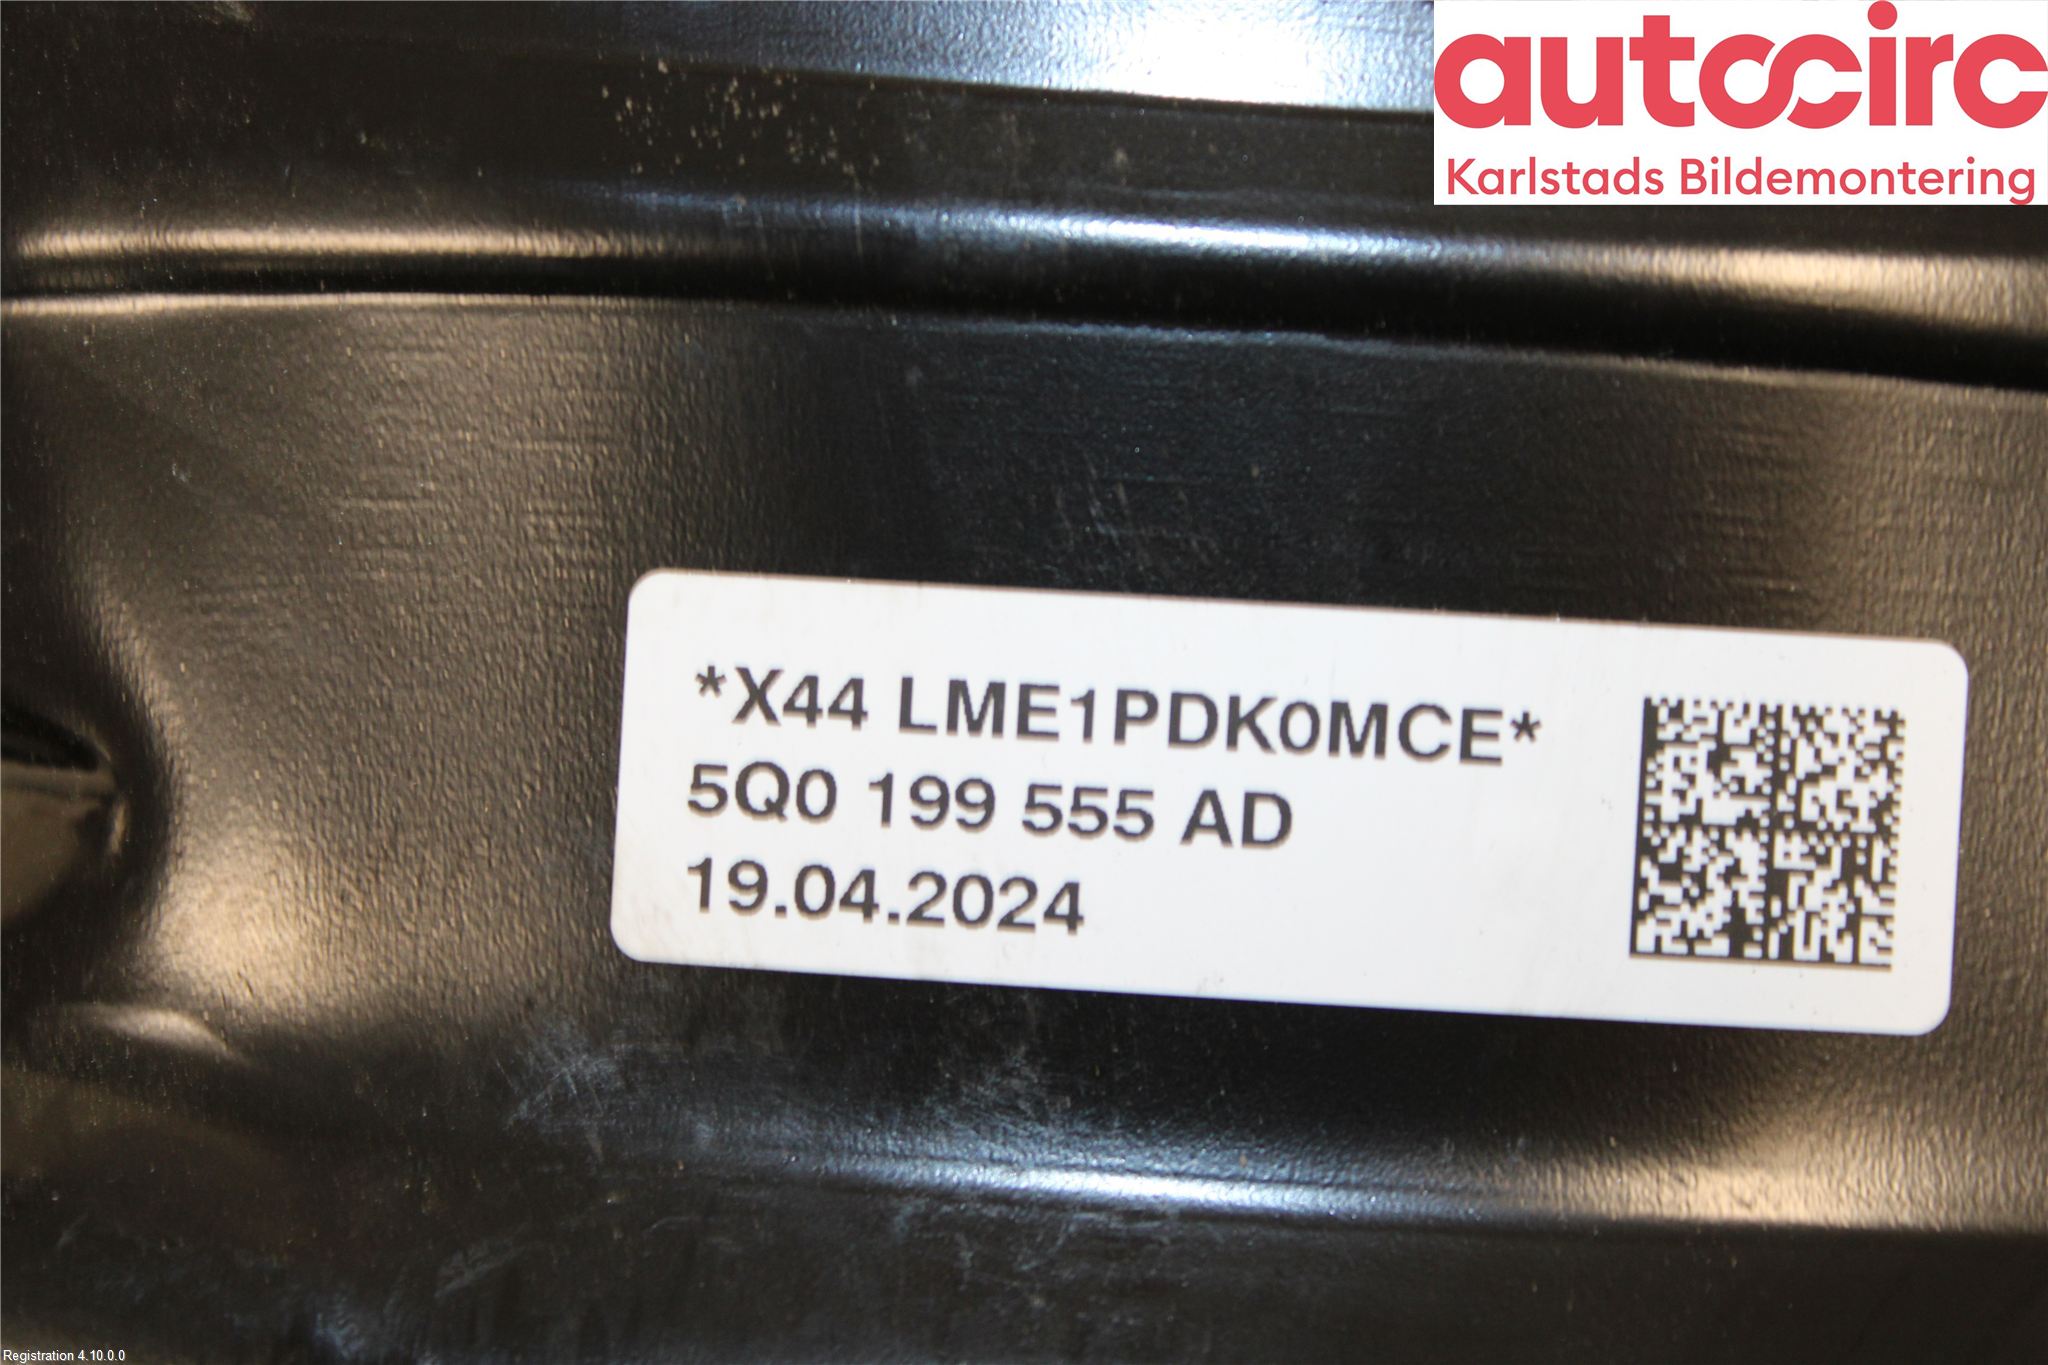 autocirc
Karlstads Bildemontering
*X44 LME1PDK0MCE*
5Q0 199 555 AD
19.04.2024
Registration 4.10.0.0